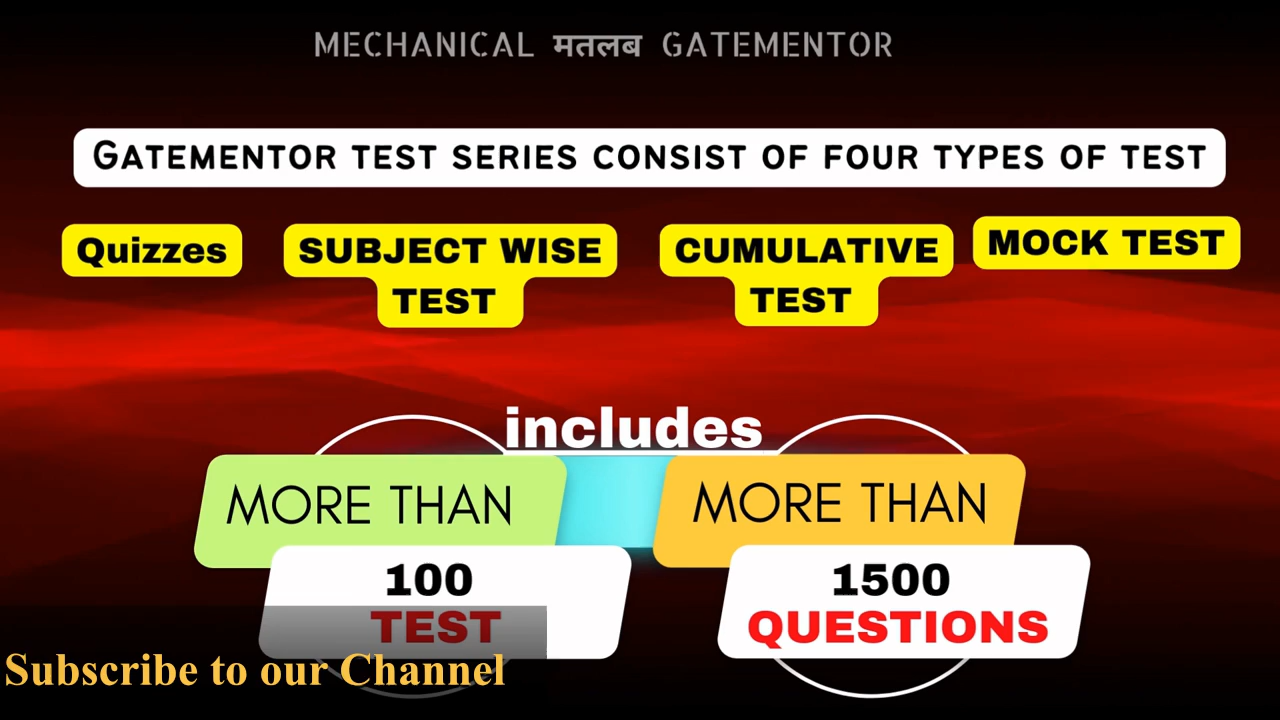 MECHANICAL मतलब GATEMENTOR
GATEMENTOR TEST SERIES CONSIST OF FOUR TYPES OF TEST
Quizzes
SUBJECT WISE
TEST
CUMULATIVE
TEST
MOCK TEST
includes
MORE THAN
100
TEST
MORE THAN
1500
QUESTIONS
Subscribe to our Channel